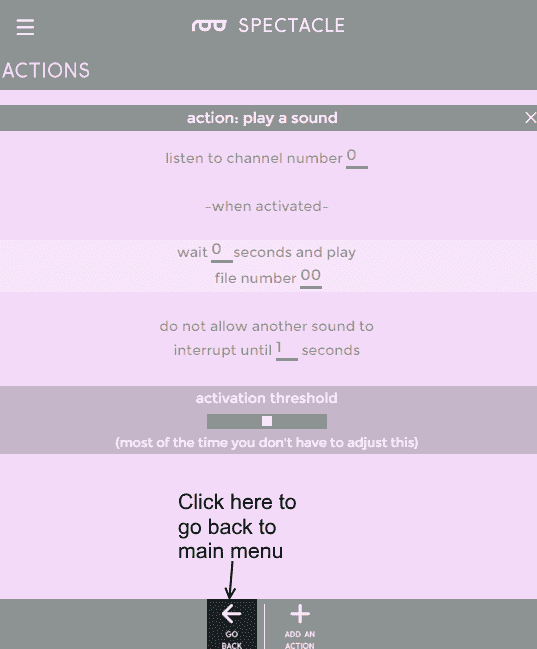 SPECTACLE
ACTIONS
action: play a sound
listen to channel number 0
-when activated-
wait 0 seconds and play
file number 00
do not allow another sound to
interrupt until 1 seconds
activation threshold
(most of the time you don't have to adjust this)
Click here to
go back to
main menu
GO
BACK
ADD AN
ACTION